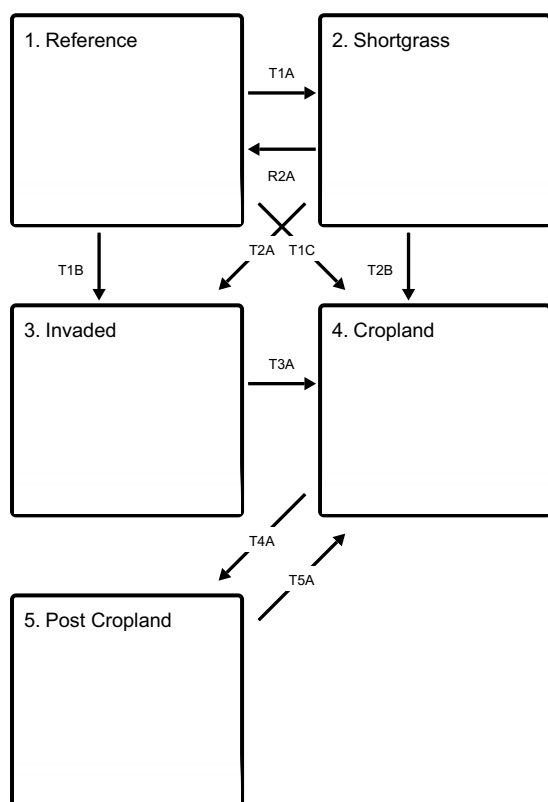 1. Reference
2. Shortgrass
T1A
R2A
T1B
T2A
T1C
T2B
3. Invaded
4. Cropland
T3A
T4A
T5A
5. Post Cropland